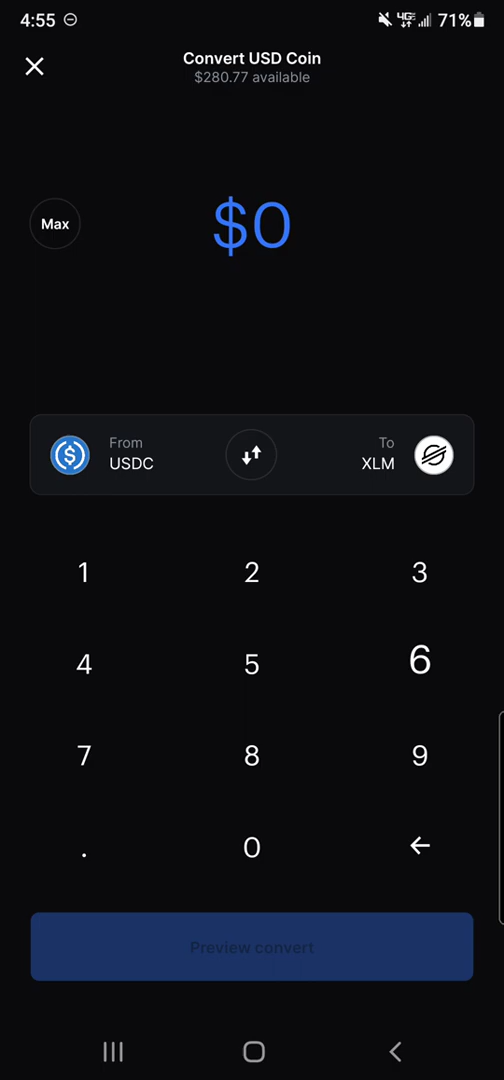 4:55
4G 71%
Convert USD Coin
$280.77 available
Max
$0
From
USDC
To
XLM
1 2 3
4 5 6
7 8 9
. 0
Preview convert